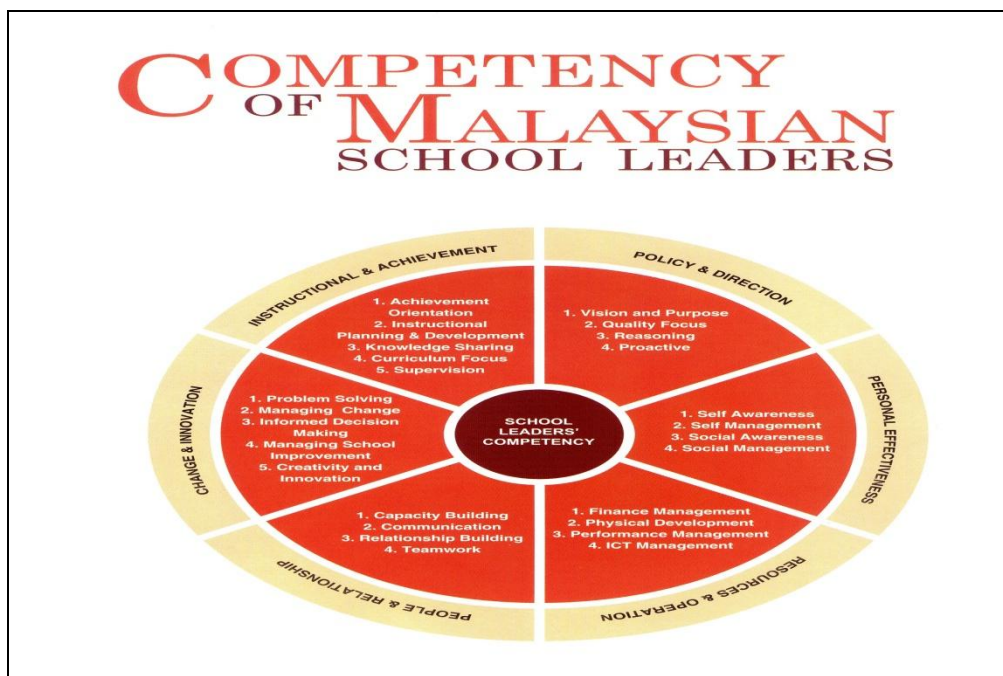 COMPETENCY
OF MALAYSIAN
SCHOOL LEADERS
INSTRUCTIONAL & ACHIEVEMENT
1. Achievement
Orientation
2. Instructional
Planning & Development
3. Knowledge Sharing
4. Curriculum Focus
5. Supervision
POLICY & DIRECTION
1. Vision and Purpose
2. Quality Focus
3. Reasoning
4. Proactive
PERSONAL EFFECTIVENESS
1. Self Awareness
2. Self Management
3. Social Awareness
4. Social Management
RESOURCES & OPERATION
1. Finance Management
2. Physical Development
3. Performance Management
4. ICT Management
PEOPLE & RELATIONSHIP
1. Capacity Building
2. Communication
3. Relationship Building
4. Teamwork
CHANGE & INNOVATION
1. Problem Solving
2. Managing Change
3. Informed Decision
Making
4. Managing School
Improvement
5. Creativity and
Innovation
SCHOOL
LEADERS'
COMPETENCY